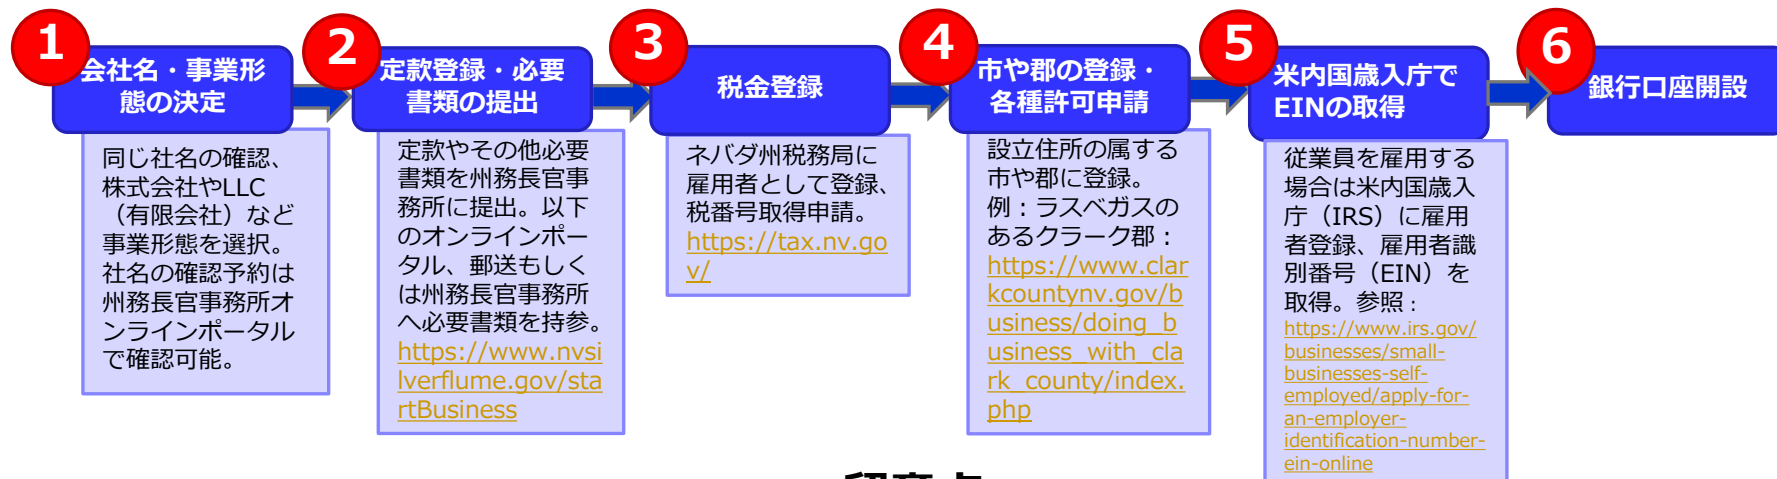 1
会社名・事業形
態の決定
同じ社名の確認、
株式会社やLLC
（有限会社）など
事業形態を選択。
社名の確認予約は
州務長官事務所オ
ンラインポータル
で確認可能。
2
定款登録・必要
書類の提出
定款やその他必要
書類を州務長官事
務所に提出。以下
のオンラインポー
タル、郵送もしく
は州務長官事務所
へ必要書類を持参。
https://www.nvsi
lverflume.gov/sta
rtBusiness
3
税金登録
ネバダ州税務局に
雇用者として登録、
税番号取得申請。
https://tax.nv.go
v/
4
市や郡の登録・
各種許可申請
設立住所の属する
市や郡に登録。
例：ラスベガスの
あるクラーク郡：
https://www.clar
kcountynv.gov/b
usiness/doing_b
usiness_with_cla
rk_county/index.
php
5
米内国歳入庁で
EINの取得
従業員を雇用する
場合は米内国歳入
庁（IRS）に雇用
者登録、雇用者識
別番号（EIN）を
取得。参照：
https://www.irs.gov/
businesses/small-
businesses-self-
employed/apply-for-
an-employer-
identification-number-
ein-online
6
銀行口座開設